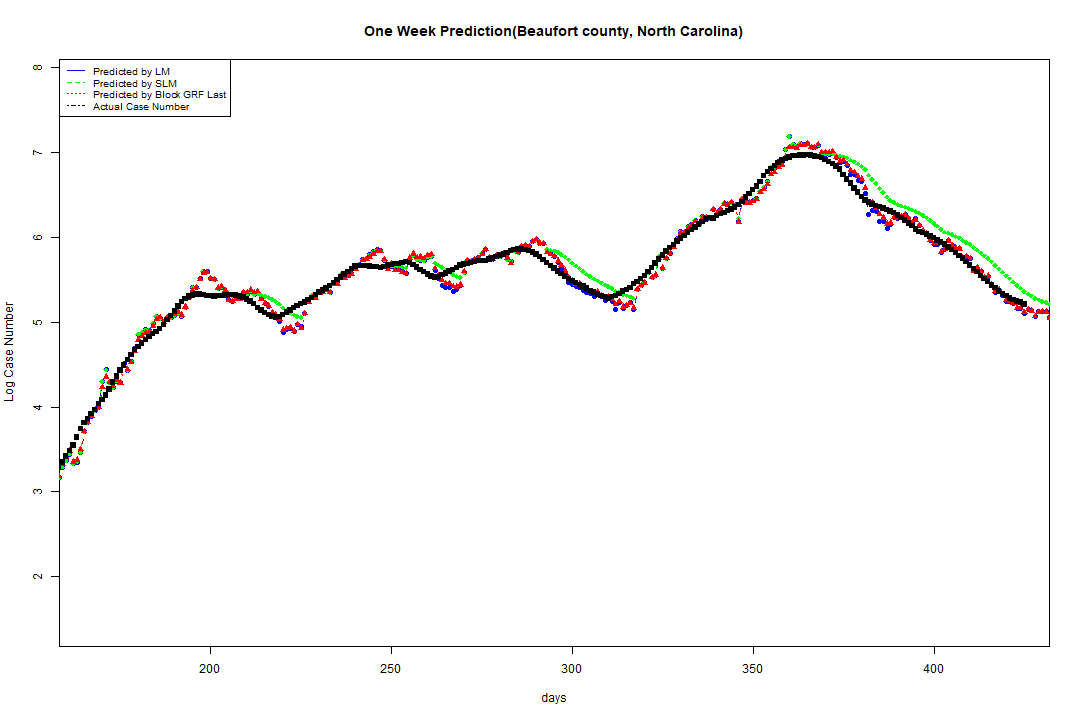 One Week Prediction(Beaufort county, North Carolina)
Predicted by LM
Predicted by SLM
Predicted by Block GRF Last
Actual Case Number
8
7
6
5
4
3
2
Log Case Number
200
250
300
350
400
days